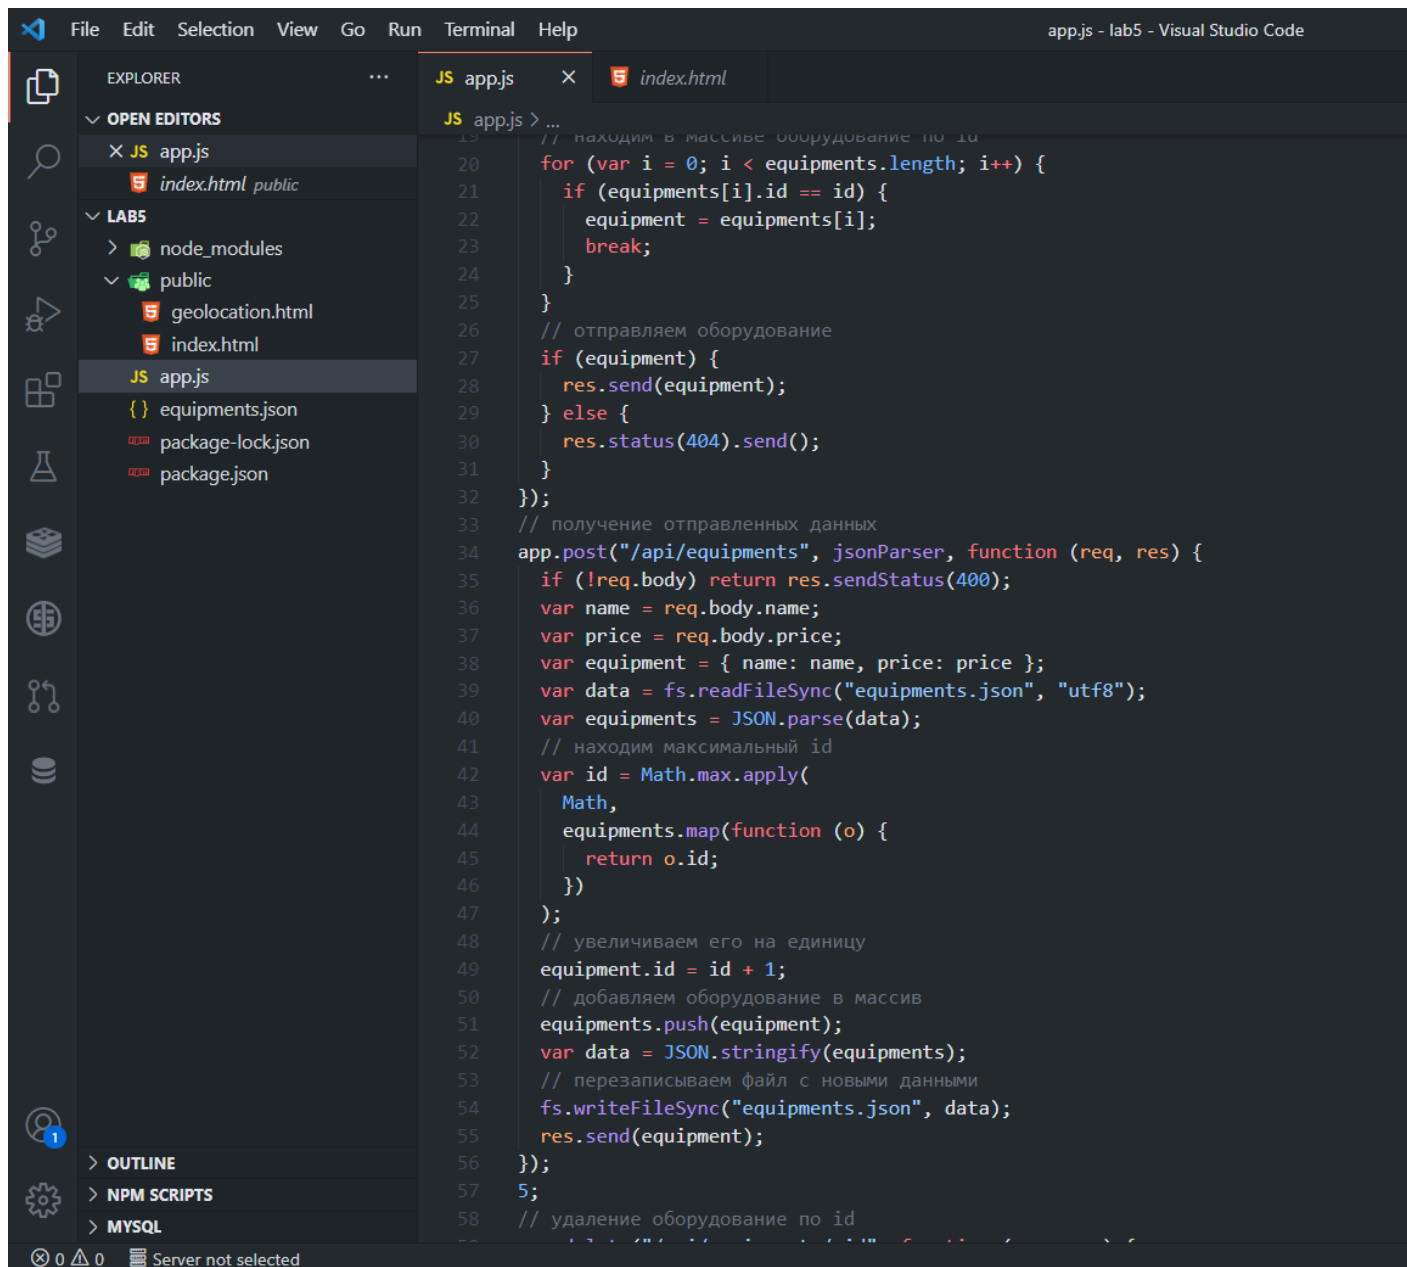 File Edit Selection View Go Run Terminal Help
app.js - lab5 - Visual Studio Code
EXPLORER ...
OPEN EDITORS
JS app.js
index.html public
LAB5
node_modules
public
geolocation.html
index.html
JS app.js
{ } equipments.json
package-lock.json
package.json
OUTLINE
NPM SCRIPTS
MYSQL
1
JS app.js
index.html
JS app.js > ...
19 // находим в массиве оборудование по id
20 for (var i = 0; i < equipments.length; i++) {
21 if (equipments[i].id == id) {
22 equipment = equipments[i];
23 break;
24 }
25 }
26 // отправляем оборудование
27 if (equipment) {
28 res.send(equipment);
29 } else {
30 res.status(404).send();
31 }
32 });
33 // получение отправленных данных
34 app.post("/api/equipments", jsonParser, function (req, res) {
35 if (!req.body) return res.sendStatus(400);
36 var name = req.body.name;
37 var price = req.body.price;
38 var equipment = { name: name, price: price };
39 var data = fs.readFileSync("equipments.json", "utf8");
40 var equipments = JSON.parse(data);
41 // находим максимальный id
42 var id = Math.max.apply(
43 Math,
44 equipments.map(function (o) {
45 return o.id;
46 })
47 );
48 // увеличиваем его на единицу
49 equipment.id = id + 1;
50 // добавляем оборудование в массив
51 equipments.push(equipment);
52 var data = JSON.stringify(equipments);
53 // перезаписываем файл с новыми данными
54 fs.writeFileSync("equipments.json", data);
55 res.send(equipment);
56 });
57 5;
58 // удаление оборудование по id
0 0 Server not selected